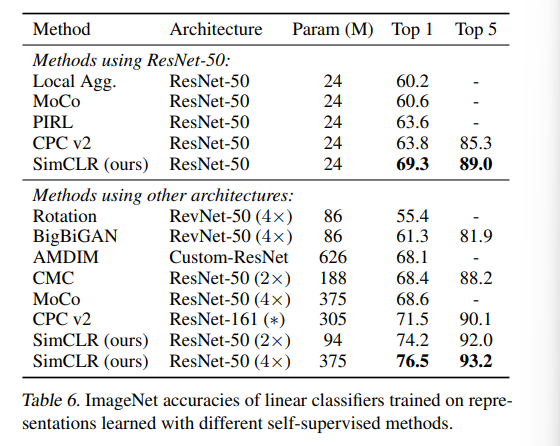 Method Architecture Param (M) Top 1 Top 5
Methods using ResNet-50:
Local Agg. ResNet-50 24 60.2 -
MoCo ResNet-50 24 60.6 -
PIRL ResNet-50 24 63.6 -
CPC v2 ResNet-50 24 63.8 85.3
SimCLR (ours) ResNet-50 24 69.3 89.0
Methods using other architectures:
Rotation RevNet-50 (4×) 86 55.4 -
BigBiGAN RevNet-50 (4×) 86 61.3 81.9
AMDIM Custom-ResNet 626 68.1 -
CMC ResNet-50 (2×) 188 68.4 88.2
MoCo ResNet-50 (4×) 375 68.6 -
CPC v2 ResNet-161 (∗) 305 71.5 90.1
SimCLR (ours) ResNet-50 (2×) 94 74.2 92.0
SimCLR (ours) ResNet-50 (4×) 375 76.5 93.2
Table 6. ImageNet accuracies of linear classifiers trained on repre-
sentations learned with different self-supervised methods.